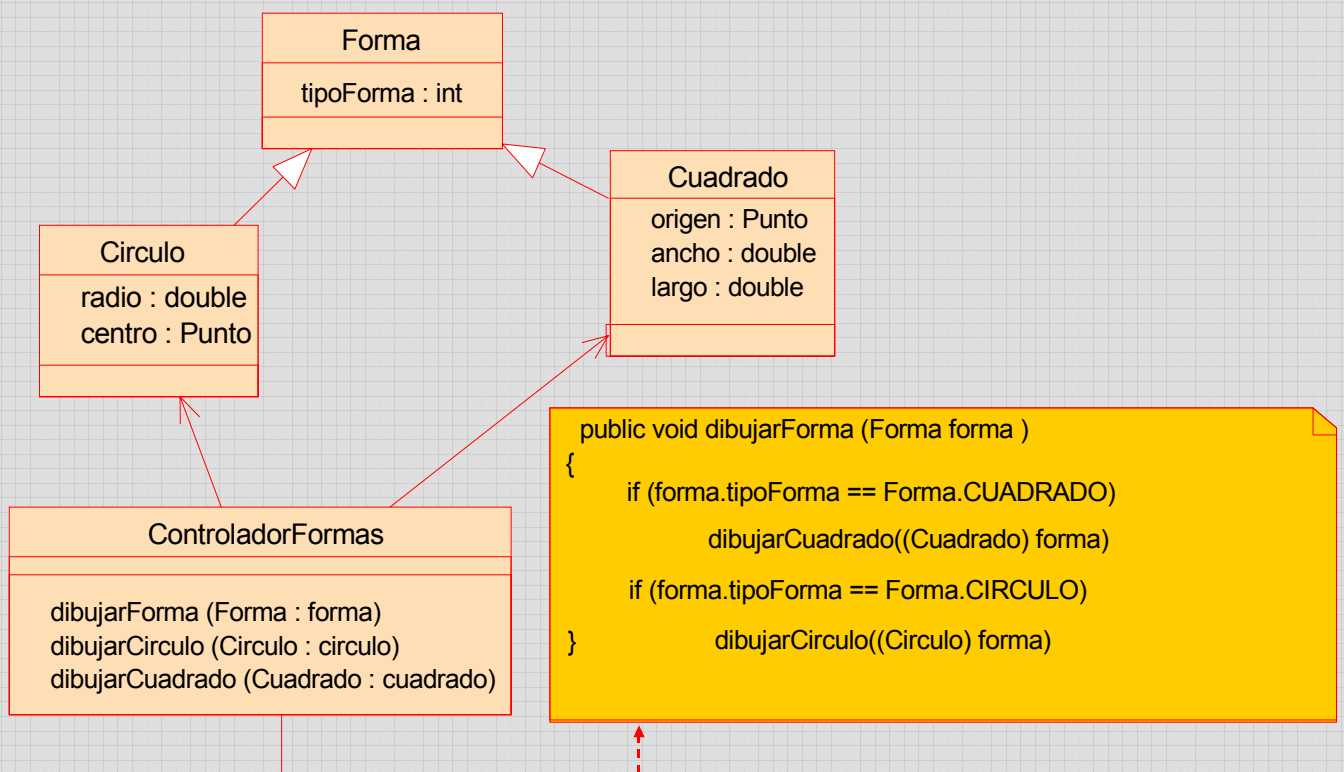 Forma
tipoForma : int
Cuadrado
origen : Punto
ancho : double
largo : double
Circulo
radio : double
centro : Punto
ControladorFormas
dibujarForma (Forma : forma)
dibujarCirculo (Circulo : circulo)
dibujarCuadrado (Cuadrado : cuadrado)
public void dibujarForma (Forma forma )
{
if (forma.tipoForma == Forma.CUADRADO)
dibujarCuadrado((Cuadrado) forma)
if (forma.tipoForma == Forma.CIRCULO)
} dibujarCirculo((Circulo) forma)